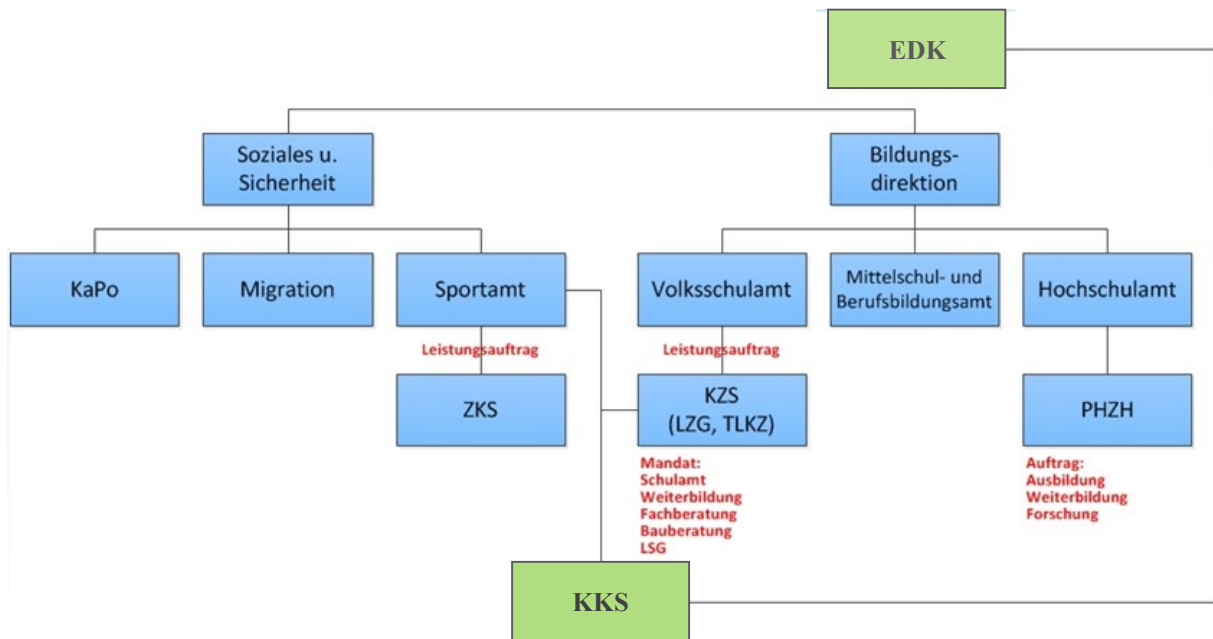 EDK
Soziales u.
Sicherheit
Bildungs-
direktion
KaPo
Migration
Sportamt
Volksschulamt
Mittelschul- und
Berufsbildungsamt
Hochschulamt
Leistungsauftrag
Leistungsauftrag
ZKS
KZS
(LZG, TLKZ)
PHZH
Mandat:
Schulamt
Weiterbildung
Fachberatung
Bauberatung
LSG
Auftrag:
Ausbildung
Weiterbildung
Forschung
KKS